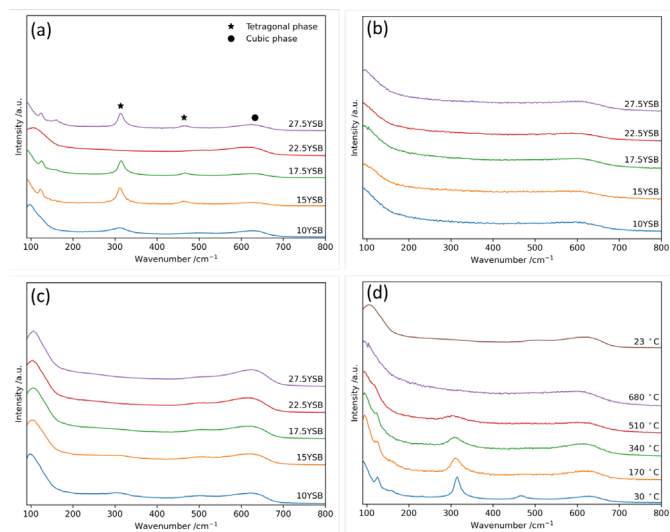 (a)
★ Tetragonal phase
● Cubic phase
27.5YSB
22.5YSB
17.5YSB
15YSB
10YSB
Intensity /a.u.
100 200 300 400 500 600 700 800
Wavenumber /cm⁻¹
(b)
27.5YSB
22.5YSB
17.5YSB
15YSB
10YSB
Intensity /a.u.
100 200 300 400 500 600 700 800
Wavenumber /cm⁻¹
(c)
27.5YSB
22.5YSB
17.5YSB
15YSB
10YSB
Intensity /a.u.
100 200 300 400 500 600 700 800
Wavenumber /cm⁻¹
(d)
23 °C
680 °C
510 °C
340 °C
170 °C
30 °C
Intensity /a.u.
100 200 300 400 500 600 700 800
Wavenumber /cm⁻¹